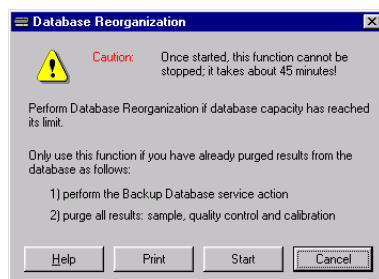 Database Reorganization
Caution: Once started, this function cannot be
stopped; it takes about 45 minutes!
Perform Database Reorganization if database capacity has reached
its limit.
Only use this function if you have already purged results from the
database as follows:
1) perform the Backup Database service action
2) purge all results: sample, quality control and calibration
Help Print Start Cancel